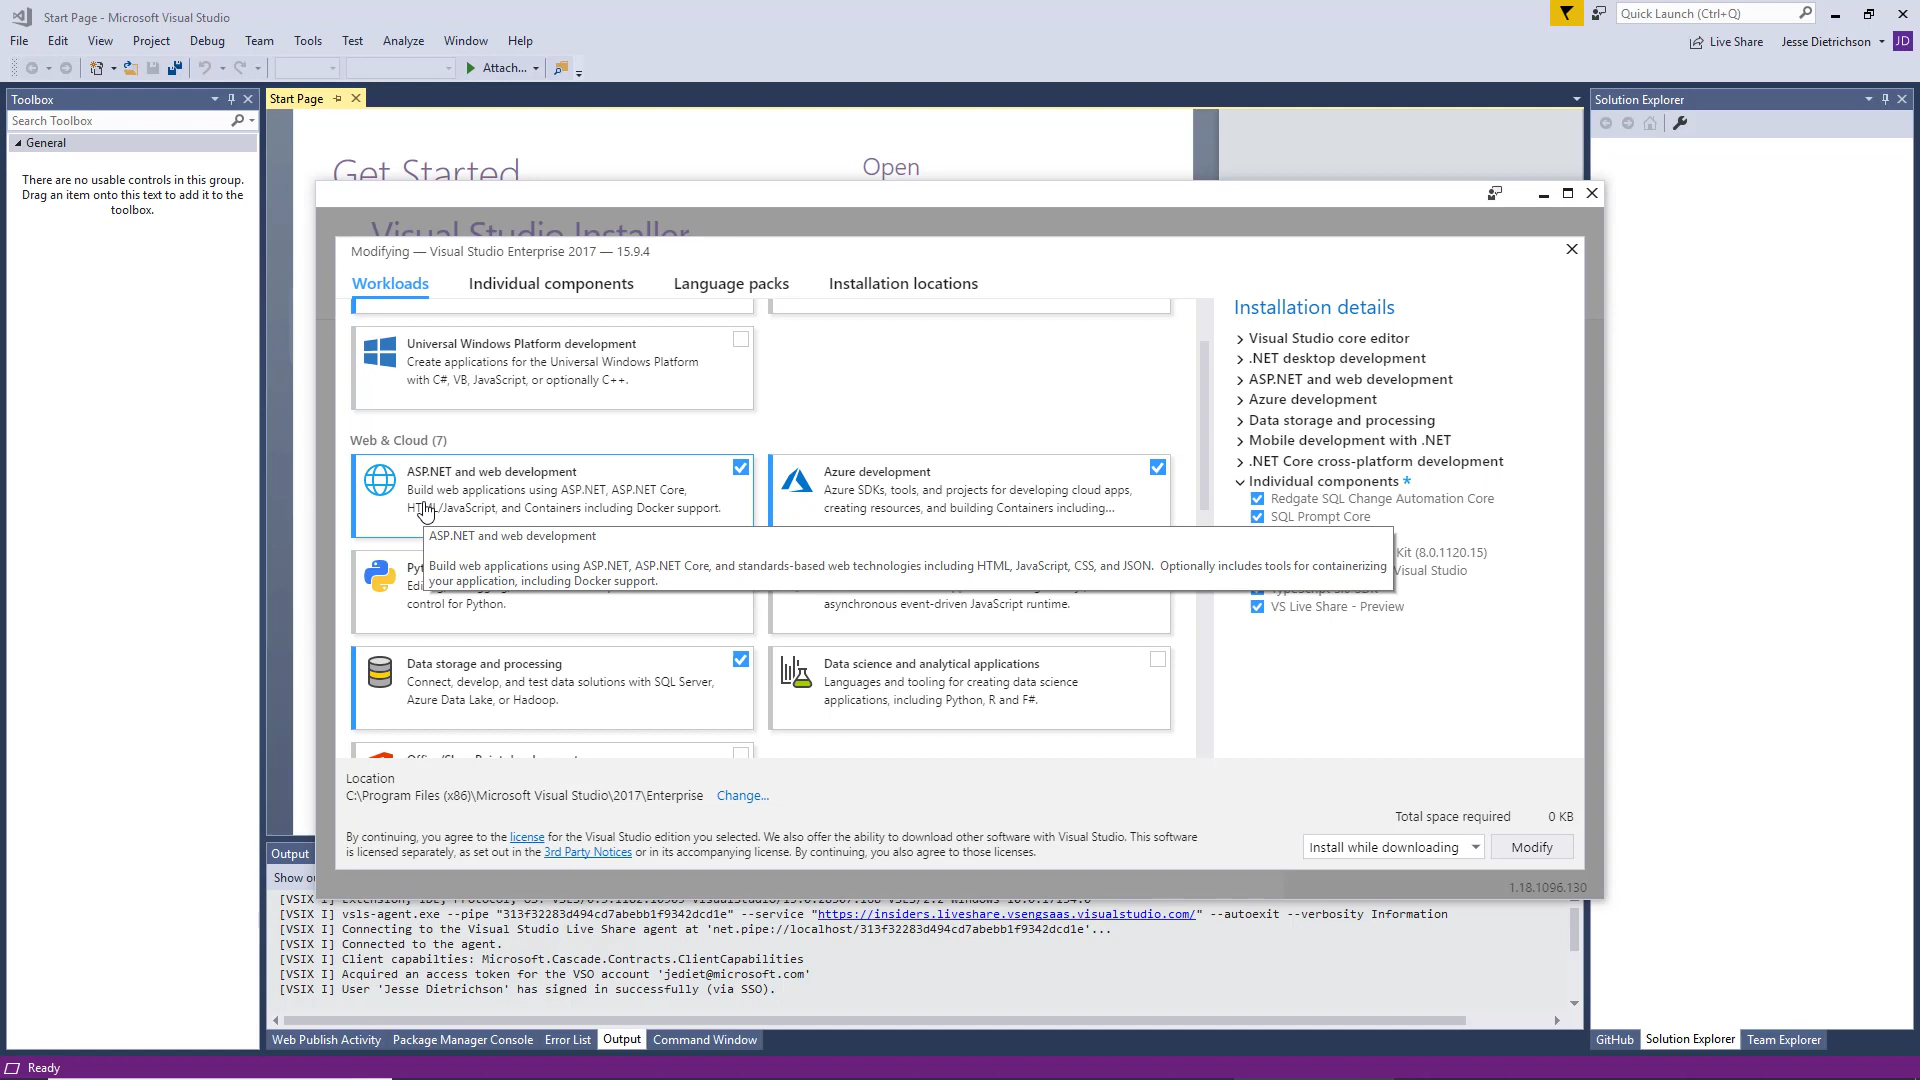 Start Page - Microsoft Visual Studio
Quick Launch (Ctrl+Q)
File Edit View Project Debug Team Tools Test Analyze Window Help
Live Share Jesse Dietrichson JD
Attach...
Toolbox
Search Toolbox
General
There are no usable controls in this group.
Drag an item onto this text to add it to the
toolbox.
Start Page
Get Started
Open
Solution Explorer
Visual Studio Installer
Modifying — Visual Studio Enterprise 2017 — 15.9.4
Workloads Individual components Language packs Installation locations
Universal Windows Platform development
Create applications for the Universal Windows Platform
with C#, VB, JavaScript, or optionally C++.
Web & Cloud (7)
ASP.NET and web development
Build web applications using ASP.NET, ASP.NET Core,
HTML/JavaScript, and Containers including Docker support.
Azure development
Azure SDKs, tools, and projects for developing cloud apps,
creating resources, and building Containers including...
ASP.NET and web development
Build web applications using ASP.NET, ASP.NET Core, and standards-based web technologies including HTML, JavaScript, CSS, and JSON. Optionally includes tools for containerizing
your application, including Docker support.
control for Python.
asynchronous event-driven JavaScript runtime.
Data storage and processing
Connect, develop, and test data solutions with SQL Server,
Azure Data Lake, or Hadoop.
Data science and analytical applications
Languages and tooling for creating data science
applications, including Python, R and F#.
Installation details
Visual Studio core editor
.NET desktop development
ASP.NET and web development
Azure development
Data storage and processing
Mobile development with .NET
.NET Core cross-platform development
Individual components *
Redgate SQL Change Automation Core
SQL Prompt Core
Kit (8.0.1120.15)
Visual Studio
VS Live Share - Preview
Location
C:\Program Files (x86)\Microsoft Visual Studio\2017\Enterprise Change...
Total space required 0 KB
By continuing, you agree to the license for the Visual Studio edition you selected. We also offer the ability to download other software with Visual Studio. This software
is licensed separately, as set out in the 3rd Party Notices or in its accompanying license. By continuing, you also agree to those licenses.
Install while downloading Modify
1.18.1096.130
Output
Show ou
[VSIX I] vsls-agent.exe --pipe "313f32283d494cd7abebb1f9342dcd1e" --service "https://insiders.liveshare.vsengsaas.visualstudio.com/" --autoexit --verbosity Information
[VSIX I] Connecting to the Visual Studio Live Share agent at 'net.pipe://localhost/313f32283d494cd7abebb1f9342dcd1e'...
[VSIX I] Connected to the agent.
[VSIX I] Client capabilties: Microsoft.Cascade.Contracts.ClientCapabilities
[VSIX I] Acquired an access token for the VSO account 'jediet@microsoft.com'
[VSIX I] User 'Jesse Dietrichson' has signed in successfully (via SSO).
Web Publish Activity Package Manager Console Error List Output Command Window
GitHub Solution Explorer Team Explorer
Ready